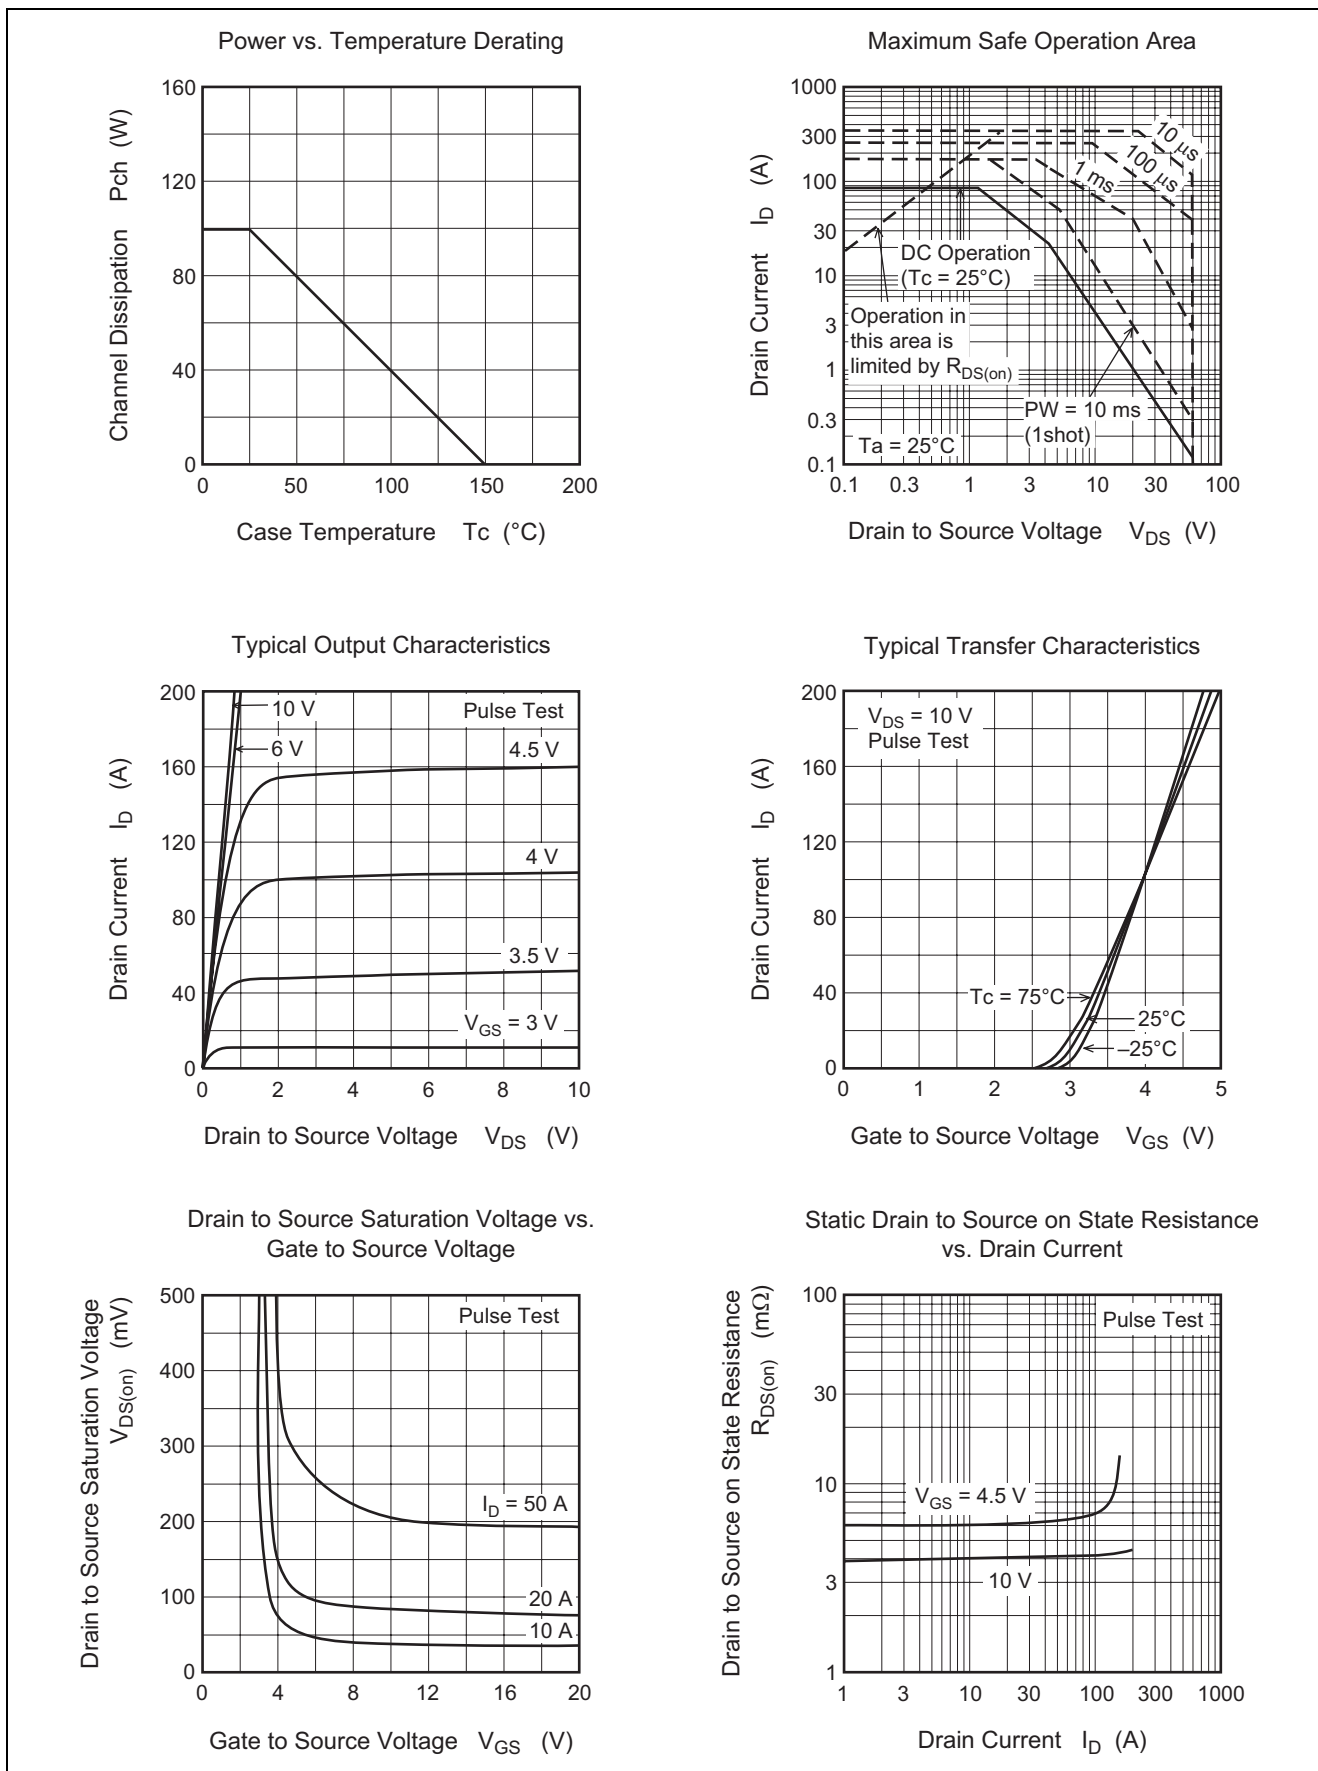 Power vs. Temperature Derating
160
120
80
40
0
0 50 100 150 200
Channel Dissipation Pch (W)
Case Temperature Tc (°C)
Maximum Safe Operation Area
1000
300
100
30
10
3
1
0.3
0.1
0.1 0.3 1 3 10 30 100
Drain Current ID (A)
Drain to Source Voltage VDS (V)
10 μs
100 μs
1 ms
DC Operation
(Tc = 25°C)
Operation in
this area is
limited by RDS(on)
PW = 10 ms
(1shot)
Ta = 25°C
Typical Output Characteristics
200
160
120
80
40
0
0 2 4 6 8 10
Drain Current ID (A)
Drain to Source Voltage VDS (V)
10 V
Pulse Test
6 V
4.5 V
4 V
3.5 V
VGS = 3 V
Typical Transfer Characteristics
200
160
120
80
40
0
0 1 2 3 4 5
Drain Current ID (A)
Gate to Source Voltage VGS (V)
VDS = 10 V
Pulse Test
Tc = 75°C
25°C
–25°C
Drain to Source Saturation Voltage vs.
Gate to Source Voltage
500
400
300
200
100
0
0 4 8 12 16 20
Drain to Source Saturation Voltage
VDS(on) (mV)
Gate to Source Voltage VGS (V)
Pulse Test
ID = 50 A
20 A
10 A
Static Drain to Source on State Resistance
vs. Drain Current
100
30
10
3
1
1 3 10 30 100 300 1000
Drain to Source on State Resistance
RDS(on) (mΩ)
Drain Current ID (A)
Pulse Test
VGS = 4.5 V
10 V